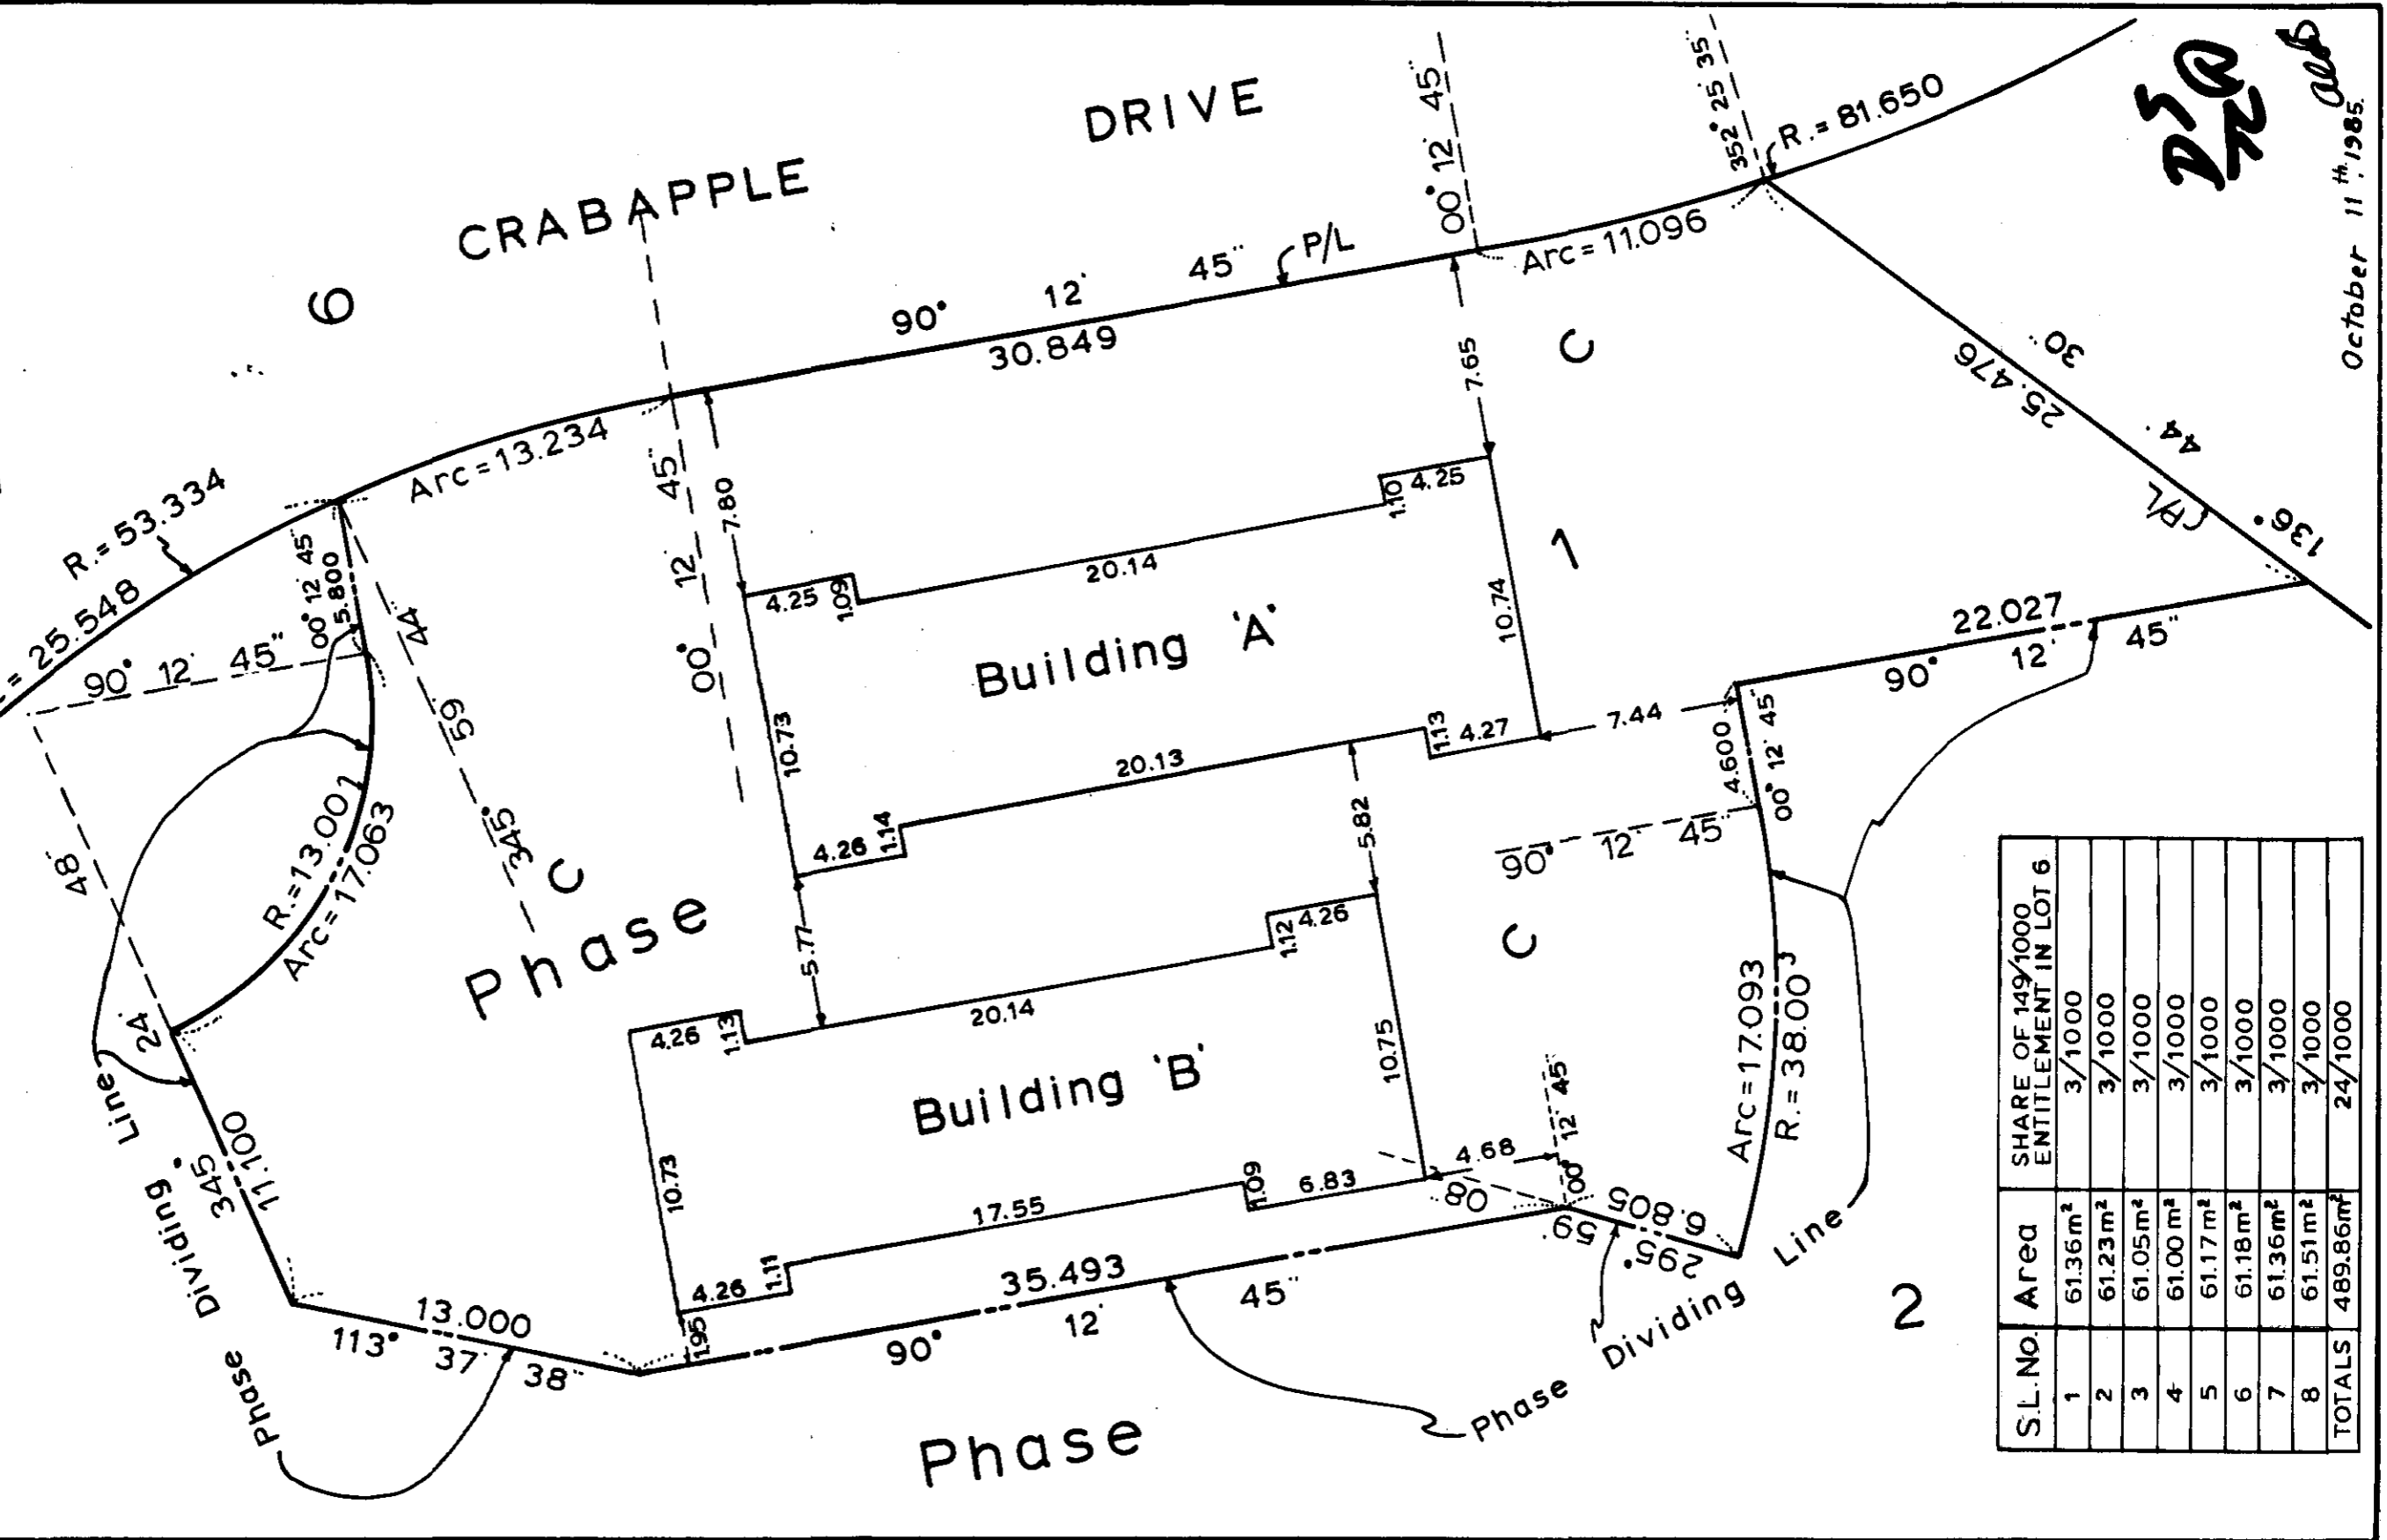 CRABAPPLE DRIVE
6
00° 12' 45"
352° 25' 35"
R.= 81.650
October 11th, 1985.
90° 12' 45"
P/L
30.849
Arc=11.096
Arc=13.234
R.= 53.334
= 25.548
00° 12' 45"
5.800
90° 12' 45"
345° 59' 44"
00° 12' 45"
7.80
7.65
C
25.476
136° 44' 30"
P/L
4.25
1.09
20.14
1.10
4.25
Building 'A'
10.73
10.74
1
4.26
1.14
20.13
1.13
4.27
7.44
22.027
90° 12' 45"
4.600
00° 12' 45"
90° 12' 45"
R.=13.00
Arc=17.063
C
Phase
5.77
5.82
C
4.26
1.13
20.14
1.12
4.26
Building 'B'
10.73
10.75
4.26
1.11
17.55
1.09
6.83
4.68
00° 12' 45"
Arc=17.093
R.=38.00
345° 24' 48"
11.100
Phase Dividing Line
13.000
113° 37' 38"
1.95
35.493
90° 12' 45"
6.805
295° 59' 08"
Phase Dividing Line
Phase
2
S.L.No. Area SHARE OF 149/1000 ENTITLEMENT IN LOT 6
1 61.36m² 3/1000
2 61.23m² 3/1000
3 61.05m² 3/1000
4 61.00m² 3/1000
5 61.17m² 3/1000
6 61.18m² 3/1000
7 61.36m² 3/1000
8 61.51m² 3/1000
TOTALS 489.86m² 24/1000